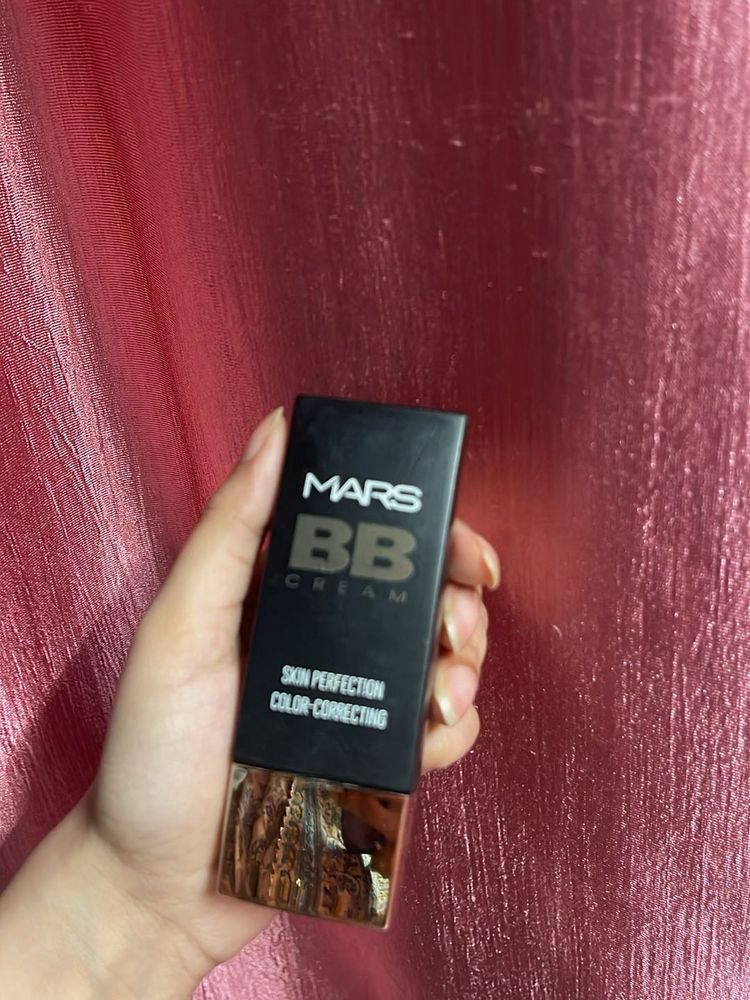 MARS
BB
CREAM
SKIN PERFECTION
COLOR-CORRECTING